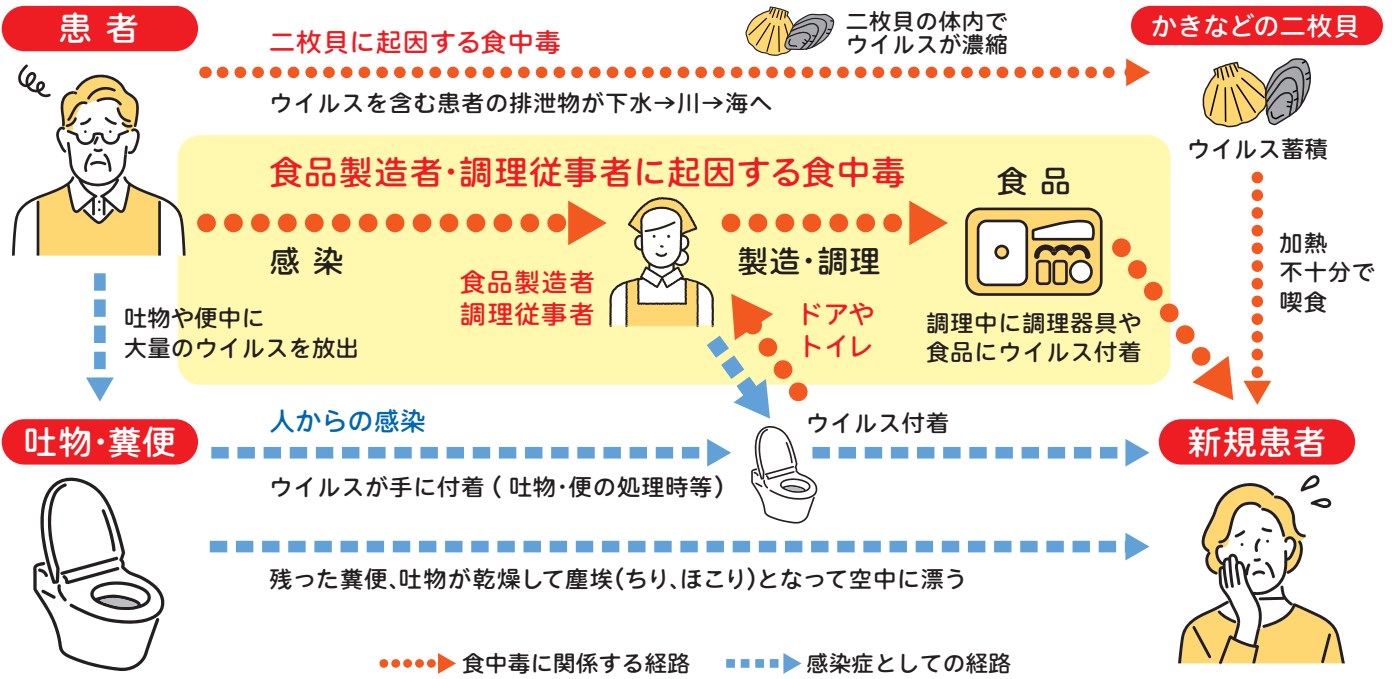 患者
二枚貝に起因する食中毒
二枚貝の体内で
ウイルスが濃縮
かきなどの二枚貝
ウイルスを含む患者の排泄物が下水→川→海へ
ウイルス蓄積
食品製造者・調理従事者に起因する食中毒
食品
感染
食品製造者
調理従事者
製造・調理
ドアや
トイレ
調理中に調理器具や
食品にウイルス付着
加熱
不十分で
喫食
吐物や便中に
大量のウイルスを放出
吐物・糞便
人からの感染
ウイルス付着
新規患者
ウイルスが手に付着(吐物・便の処理時等)
残った糞便、吐物が乾燥して塵埃(ちり、ほこり)となって空中に漂う
食中毒に関係する経路
感染症としての経路